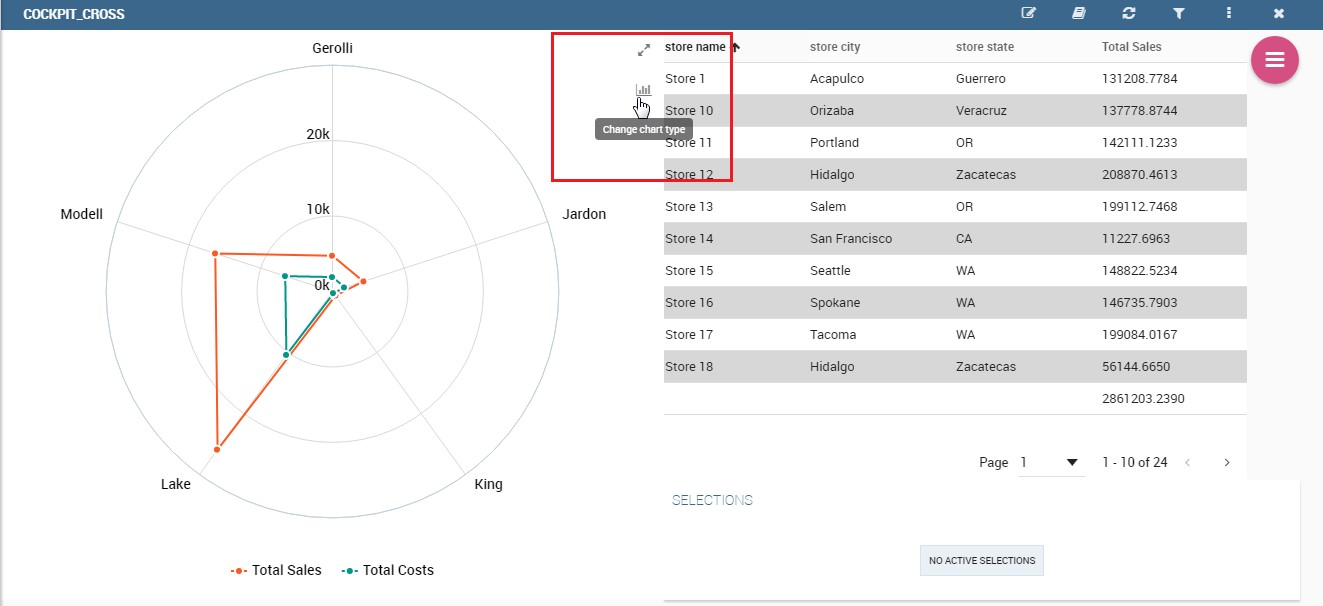 COCKPIT_CROSS
Gerolli
20k
10k
0k
Modell
Jardon
Lake
King
Total Sales Total Costs
Change chart type
store name store city store state Total Sales
Store 1 Acapulco Guerrero 131208.7784
Store 10 Orizaba Veracruz 137778.8744
Store 11 Portland OR 142111.1233
Store 12 Hidalgo Zacatecas 208870.4613
Store 13 Salem OR 199112.7468
Store 14 San Francisco CA 11227.6963
Store 15 Seattle WA 148822.5234
Store 16 Spokane WA 146735.7903
Store 17 Tacoma WA 199084.0167
Store 18 Hidalgo Zacatecas 56144.6650
2861203.2390
Page 1 1 - 10 of 24
SELECTIONS
NO ACTIVE SELECTIONS